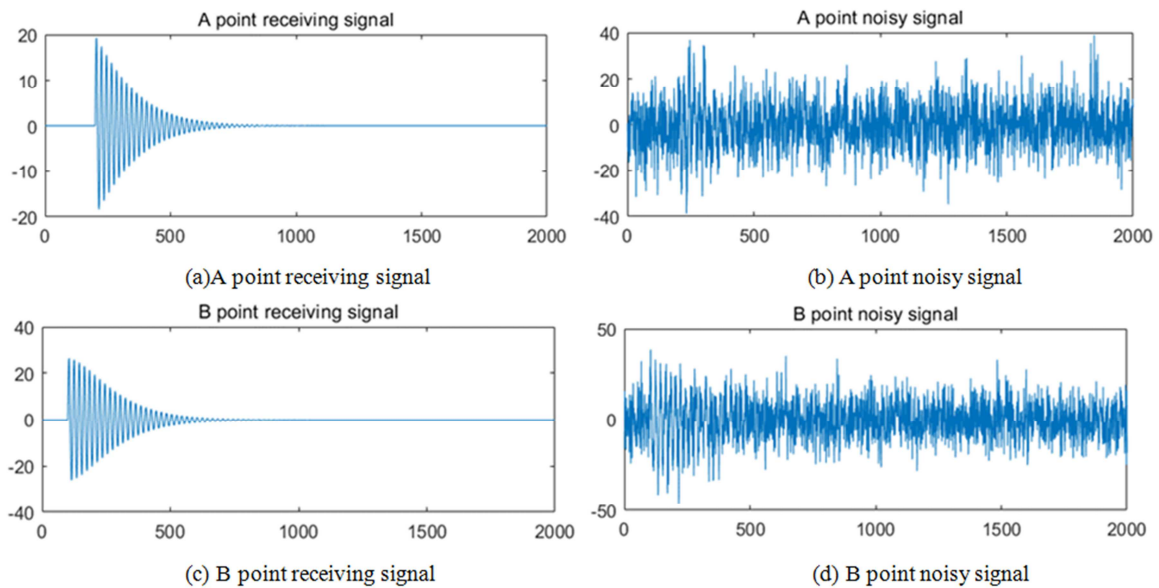 A point receiving signal
20
10
0
-10
-20
0 500 1000 1500 2000
(a)A point receiving signal
A point noisy signal
40
20
0
-20
-40
0 500 1000 1500 2000
(b) A point noisy signal
B point receiving signal
40
20
0
-20
-40
0 500 1000 1500 2000
(c) B point receiving signal
B point noisy signal
50
0
-50
0 500 1000 1500 2000
(d) B point noisy signal